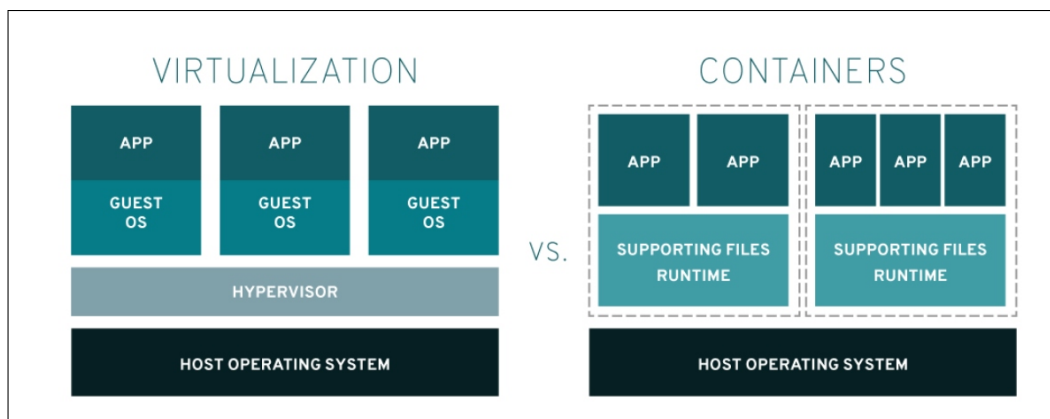 VIRTUALIZATION
APP
APP
APP
GUEST
OS
GUEST
OS
GUEST
OS
HYPERVISOR
HOST OPERATING SYSTEM
VS.
CONTAINERS
APP
APP
APP
APP
APP
SUPPORTING FILES
RUNTIME
SUPPORTING FILES
RUNTIME
HOST OPERATING SYSTEM